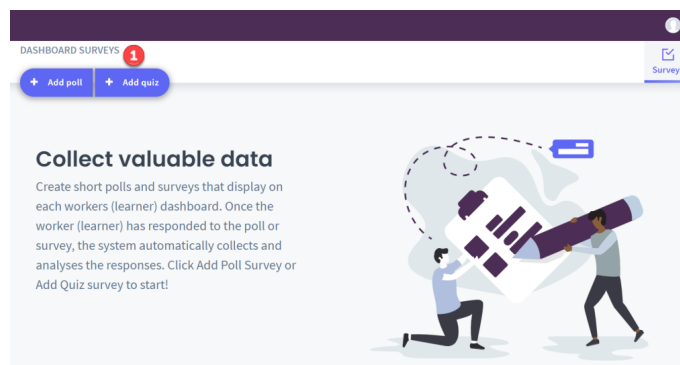 DASHBOARD SURVEYS 1
Survey
+ Add poll + Add quiz
Collect valuable data
Create short polls and surveys that display on
each workers (learner) dashboard. Once the
worker (learner) has responded to the poll or
survey, the system automatically collects and
analyses the responses. Click Add Poll Survey or
Add Quiz survey to start!